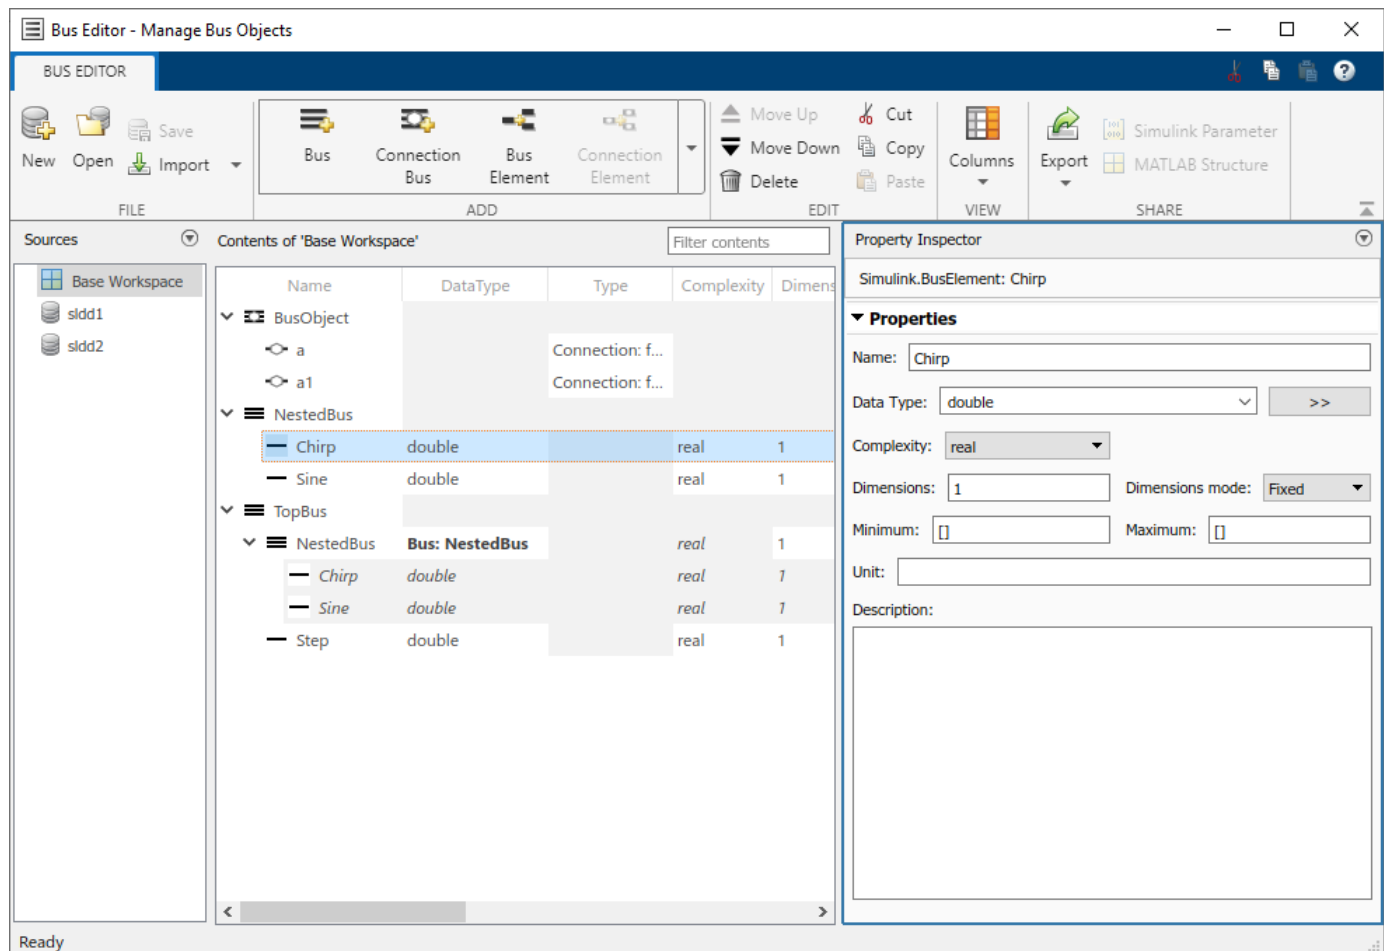 Bus Editor - Manage Bus Objects
BUS EDITOR
New
Open
Save
Import
FILE
Bus
Connection
Bus
Bus
Element
Connection
Element
ADD
Move Up
Move Down
Delete
Cut
Copy
Paste
EDIT
Columns
VIEW
Export
Simulink Parameter
MATLAB Structure
SHARE
Sources
Base Workspace
sldd1
sldd2
Contents of 'Base Workspace'
Filter contents
Name DataType Type Complexity Dimens
BusObject
a Connection: f...
a1 Connection: f...
NestedBus
Chirp double real 1
Sine double real 1
TopBus
NestedBus Bus: NestedBus real 1
Chirp double real 1
Sine double real 1
Step double real 1
Property Inspector
Simulink.BusElement: Chirp
Properties
Name: Chirp
Data Type: double >>
Complexity: real
Dimensions: 1 Dimensions mode: Fixed
Minimum: [] Maximum: []
Unit:
Description:
Ready